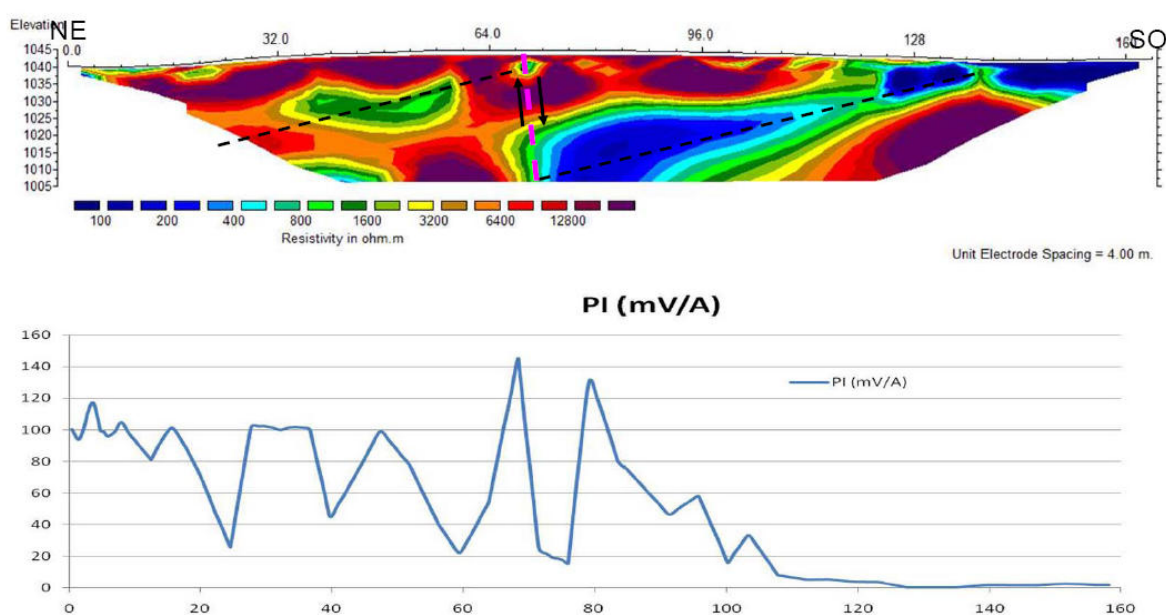 Elevation NE SO
0.0 32.0 64.0 96.0 128
1045
1040
1035
1030
1025
1020
1015
1010
1005
100 200 400 800 1600 3200 6400 12800
Resistivity in ohm.m
Unit Electrode Spacing = 4.00 m.
PI (mV/A)
160
140
120
100
80
60
40
20
0
PI (mV/A)
0 20 40 60 80 100 120 140 160